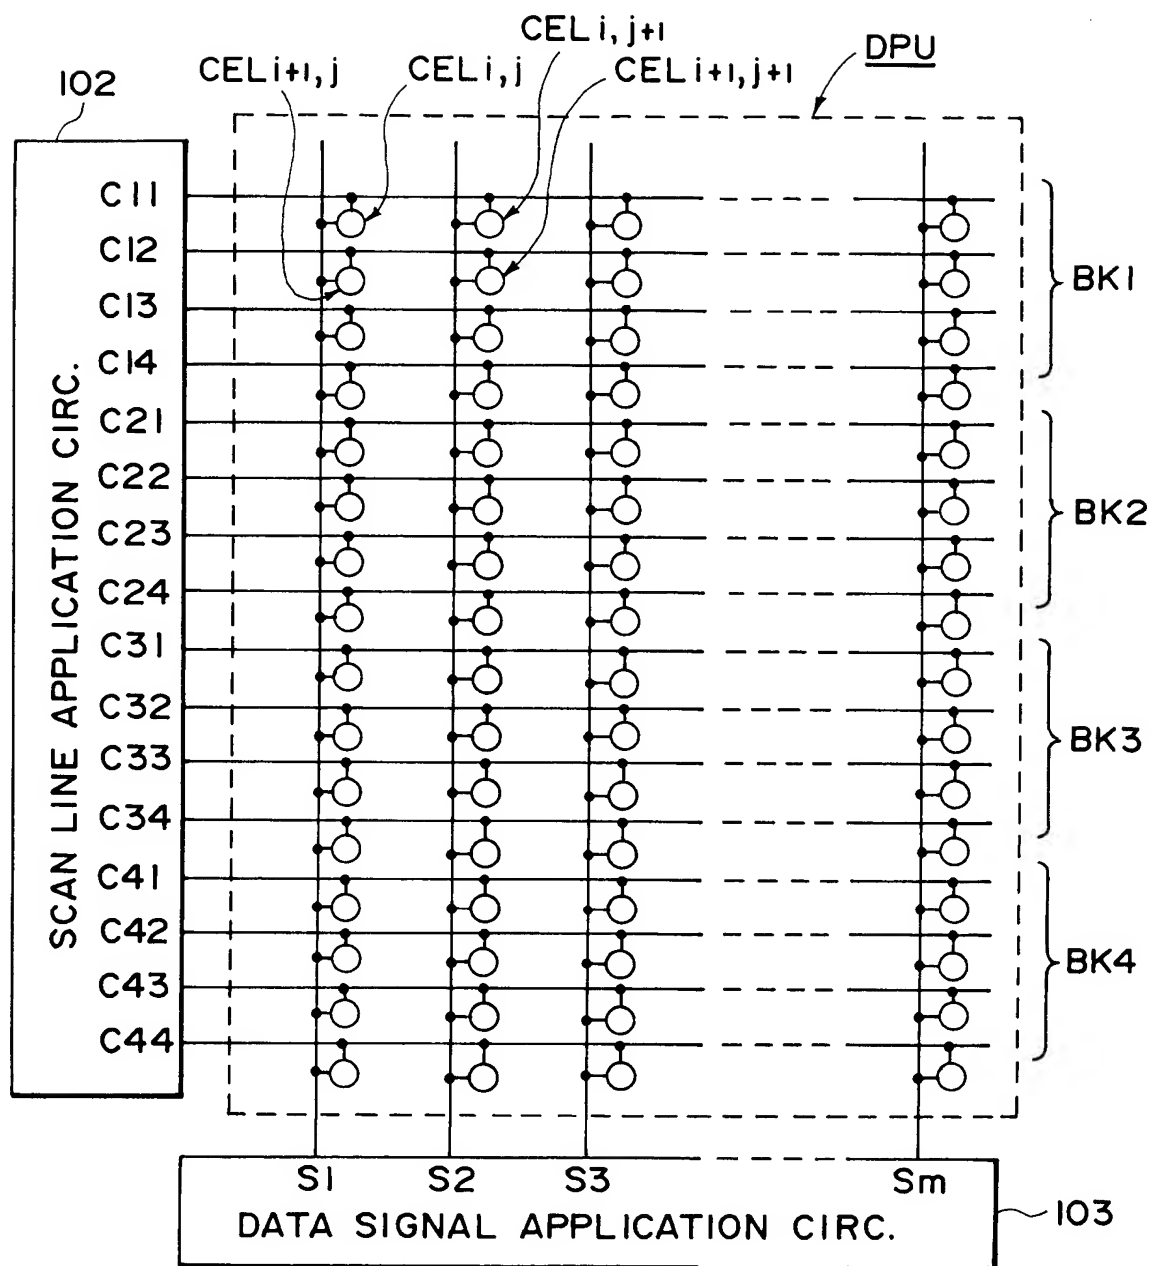 CELi,j+1
DPU
CELi+1,j
CELi,j
CELi+1,j+1
102
C11
C12
C13
C14
C21
C22
C23
C24
C31
C32
C33
C34
C41
C42
C43
C44
SCAN LINE APPLICATION CIRC.
BK1
BK2
BK3
BK4
S1
S2
S3
Sm
DATA SIGNAL APPLICATION CIRC.
103